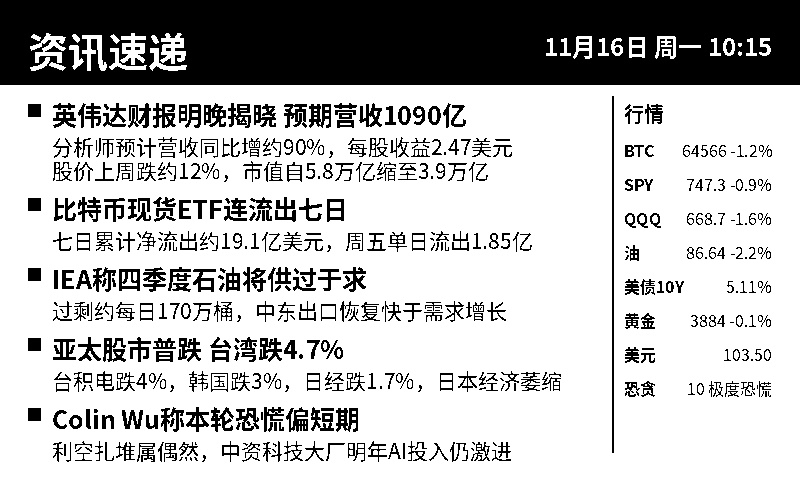 资讯速递
11月16日 周一 10:15
英伟达财报明晚揭晓 预期营收1090亿
分析师预计营收同比增约90%，每股收益2.47美元
股价上周跌约12%，市值自5.8万亿缩至3.9万亿
比特币现货ETF连流出七日
七日累计净流出约19.1亿美元，周五单日流出1.85亿
IEA称四季度石油将供过于求
过剩约每日170万桶，中东出口恢复快于需求增长
亚太股市普跌 台湾跌4.7%
台积电跌4%，韩国跌3%，日经跌1.7%，日本经济萎缩
Colin Wu称本轮恐慌偏短期
利空扎堆属偶然，中资科技大厂明年AI投入仍激进
行情
BTC 64566 -1.2%
SPY 747.3 -0.9%
QQQ 668.7 -1.6%
油 86.64 -2.2%
美债10Y 5.11%
黄金 3884 -0.1%
美元 103.50
恐贪 10 极度恐慌